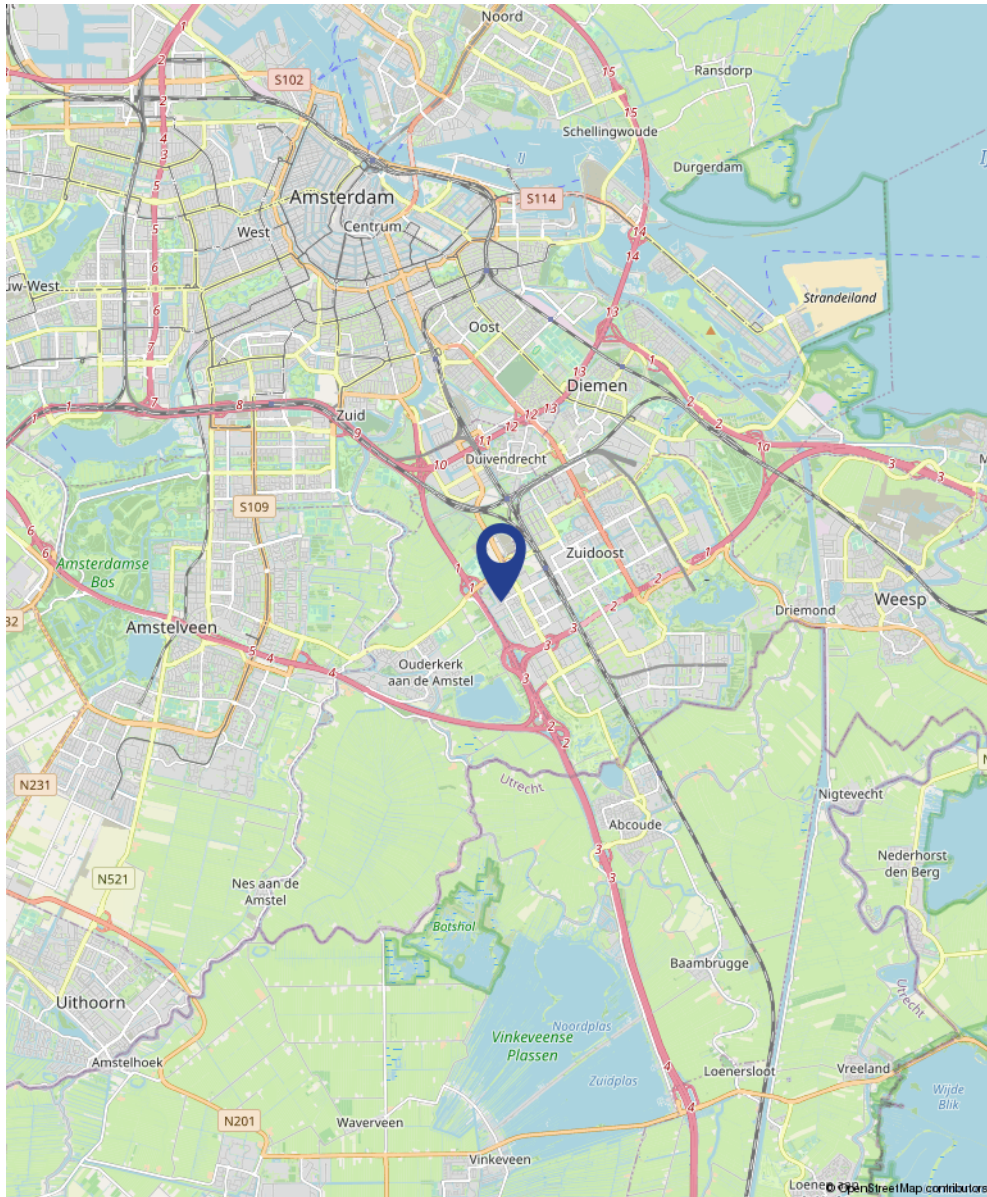 Noord
Ransdorp
S102
Schellingwoude
IJ
Durgerdam
Amsterdam
S114
Centrum
West
uw-West
Strandeiland
Oost
Diemen
Zuid
Duivendrecht
S109
Zuidoost
Amsterdamse
Bos
Driemond
Weesp
Amstelveen
Ouderkerk
aan de Amstel
N231
Utrecht
Nigtevecht
Abcoude
Nederhorst
den Berg
N521
Nes aan de
Amstel
Botshol
Baambrugge
Uithoorn
Utrecht
Noordplas
Vinkeveense
Plassen
Amstelhoek
Zuidplas
Loenersloot
Vreeland
Wijde
Blik
N201
Waverveen
Vinkeveen
© OpenStreetMap contributors